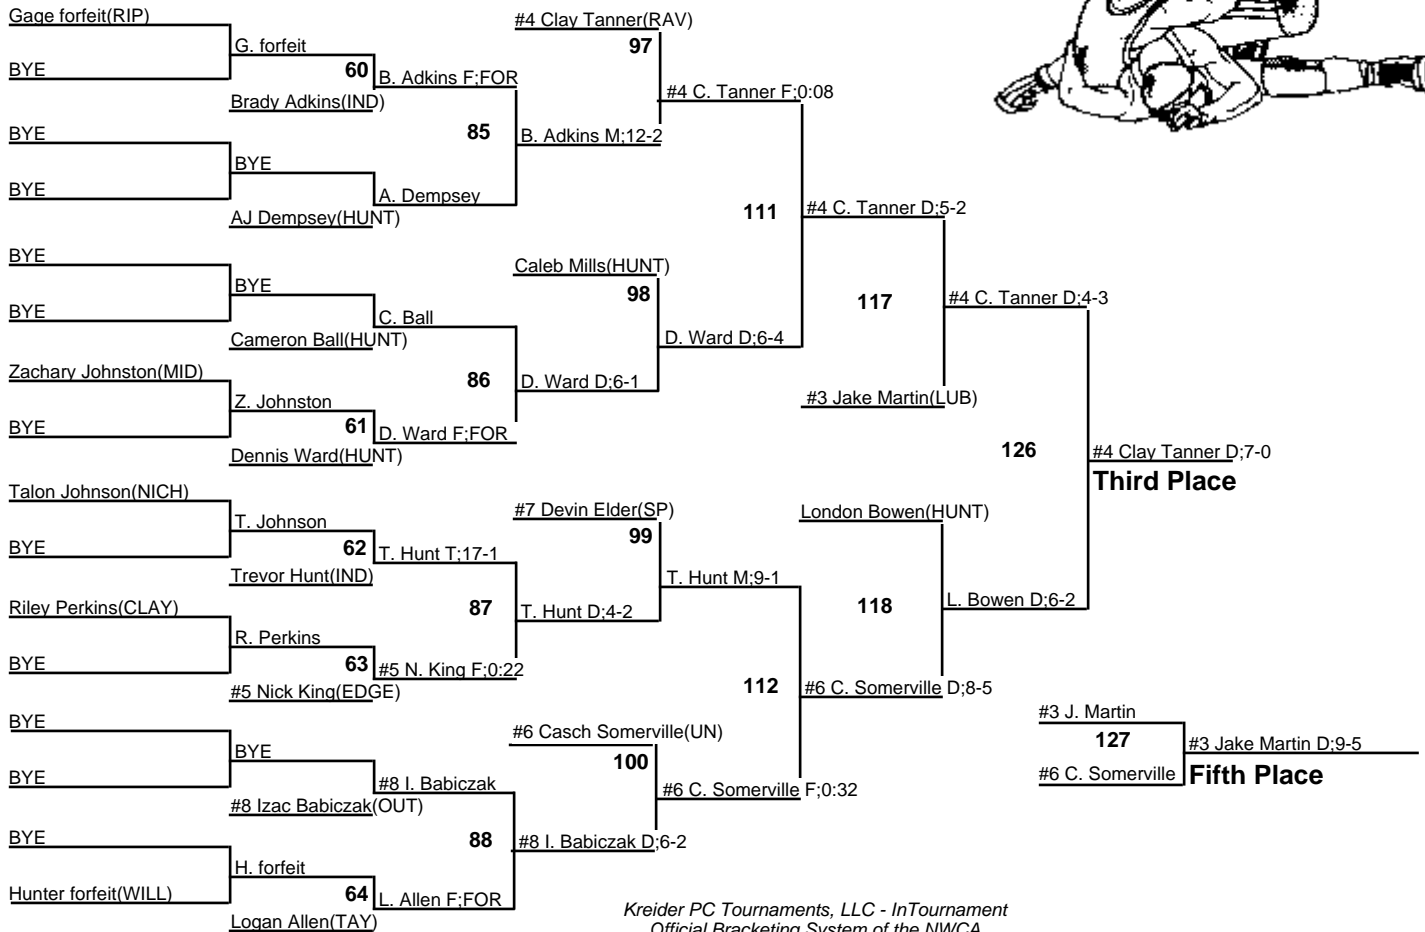 Gage forfeit(RIP)
BYE
BYE
BYE
BYE
BYE
Zachary Johnston(MID)
BYE
Talon Johnson(NICH)
BYE
Riley Perkins(CLAY)
BYE
BYE
BYE
BYE
Hunter forfeit(WILL)
G. forfeit
60
Brady Adkins(IND)
BYE
AJ Dempsey(HUNT)
BYE
Cameron Ball(HUNT)
Z. Johnston
61
Dennis Ward(HUNT)
T. Johnson
62
Trevor Hunt(IND)
R. Perkins
63
#5 Nick King(EDGE)
BYE
#8 Izac Babiczak(OUT)
H. forfeit
64
Logan Allen(TAY)
B. Adkins F;FOR
85
A. Dempsey
C. Ball
86
D. Ward F;FOR
T. Hunt T;17-1
87
#5 N. King F;0:22
#8 I. Babiczak
88
L. Allen F;FOR
#4 Clay Tanner(RAV)
97
B. Adkins M;12-2
Caleb Mills(HUNT)
98
D. Ward D;6-1
#7 Devin Elder(SP)
99
T. Hunt D;4-2
#6 Casch Somerville(UN)
100
#8 I. Babiczak D;6-2
#4 C. Tanner F;0:08
111
D. Ward D;6-4
T. Hunt M;9-1
112
#6 C. Somerville F;0:32
#4 C. Tanner D;5-2
117
#3 Jake Martin(LUB)
London Bowen(HUNT)
118
#6 C. Somerville D;8-5
#4 C. Tanner D;4-3
126
L. Bowen D;6-2
#4 Clay Tanner D;7-0
Third Place
#3 J. Martin
127
#6 C. Somerville
#3 Jake Martin D;9-5
Fifth Place
Kreider PC Tournaments, LLC - InTournament
Official Bracketing System of the NWCA